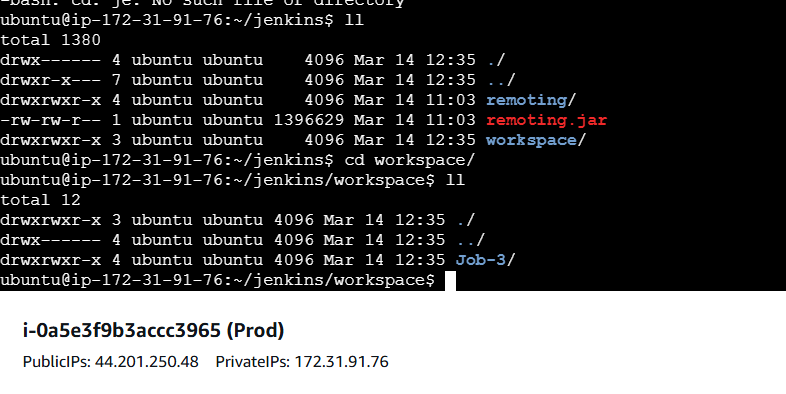 -bash: cd: je: No such file or directory
ubuntu@ip-172-31-91-76:~/jenkins$ ll
total 1380
drwx------ 4 ubuntu ubuntu    4096 Mar 14 12:35 ./
drwxr-x--- 7 ubuntu ubuntu    4096 Mar 14 12:35 ../
drwxrwxr-x 4 ubuntu ubuntu    4096 Mar 14 11:03 remoting/
-rw-rw-r-- 1 ubuntu ubuntu 1396629 Mar 14 11:03 remoting.jar
drwxrwxr-x 3 ubuntu ubuntu    4096 Mar 14 12:35 workspace/
ubuntu@ip-172-31-91-76:~/jenkins$ cd workspace/
ubuntu@ip-172-31-91-76:~/jenkins/workspace$ ll
total 12
drwxrwxr-x 3 ubuntu ubuntu 4096 Mar 14 12:35 ./
drwx------ 4 ubuntu ubuntu 4096 Mar 14 12:35 ../
drwxrwxr-x 4 ubuntu ubuntu 4096 Mar 14 12:35 Job-3/
ubuntu@ip-172-31-91-76:~/jenkins/workspace$
i-0a5e3f9b3accc3965 (Prod)
PublicIPs: 44.201.250.48    PrivateIPs: 172.31.91.76